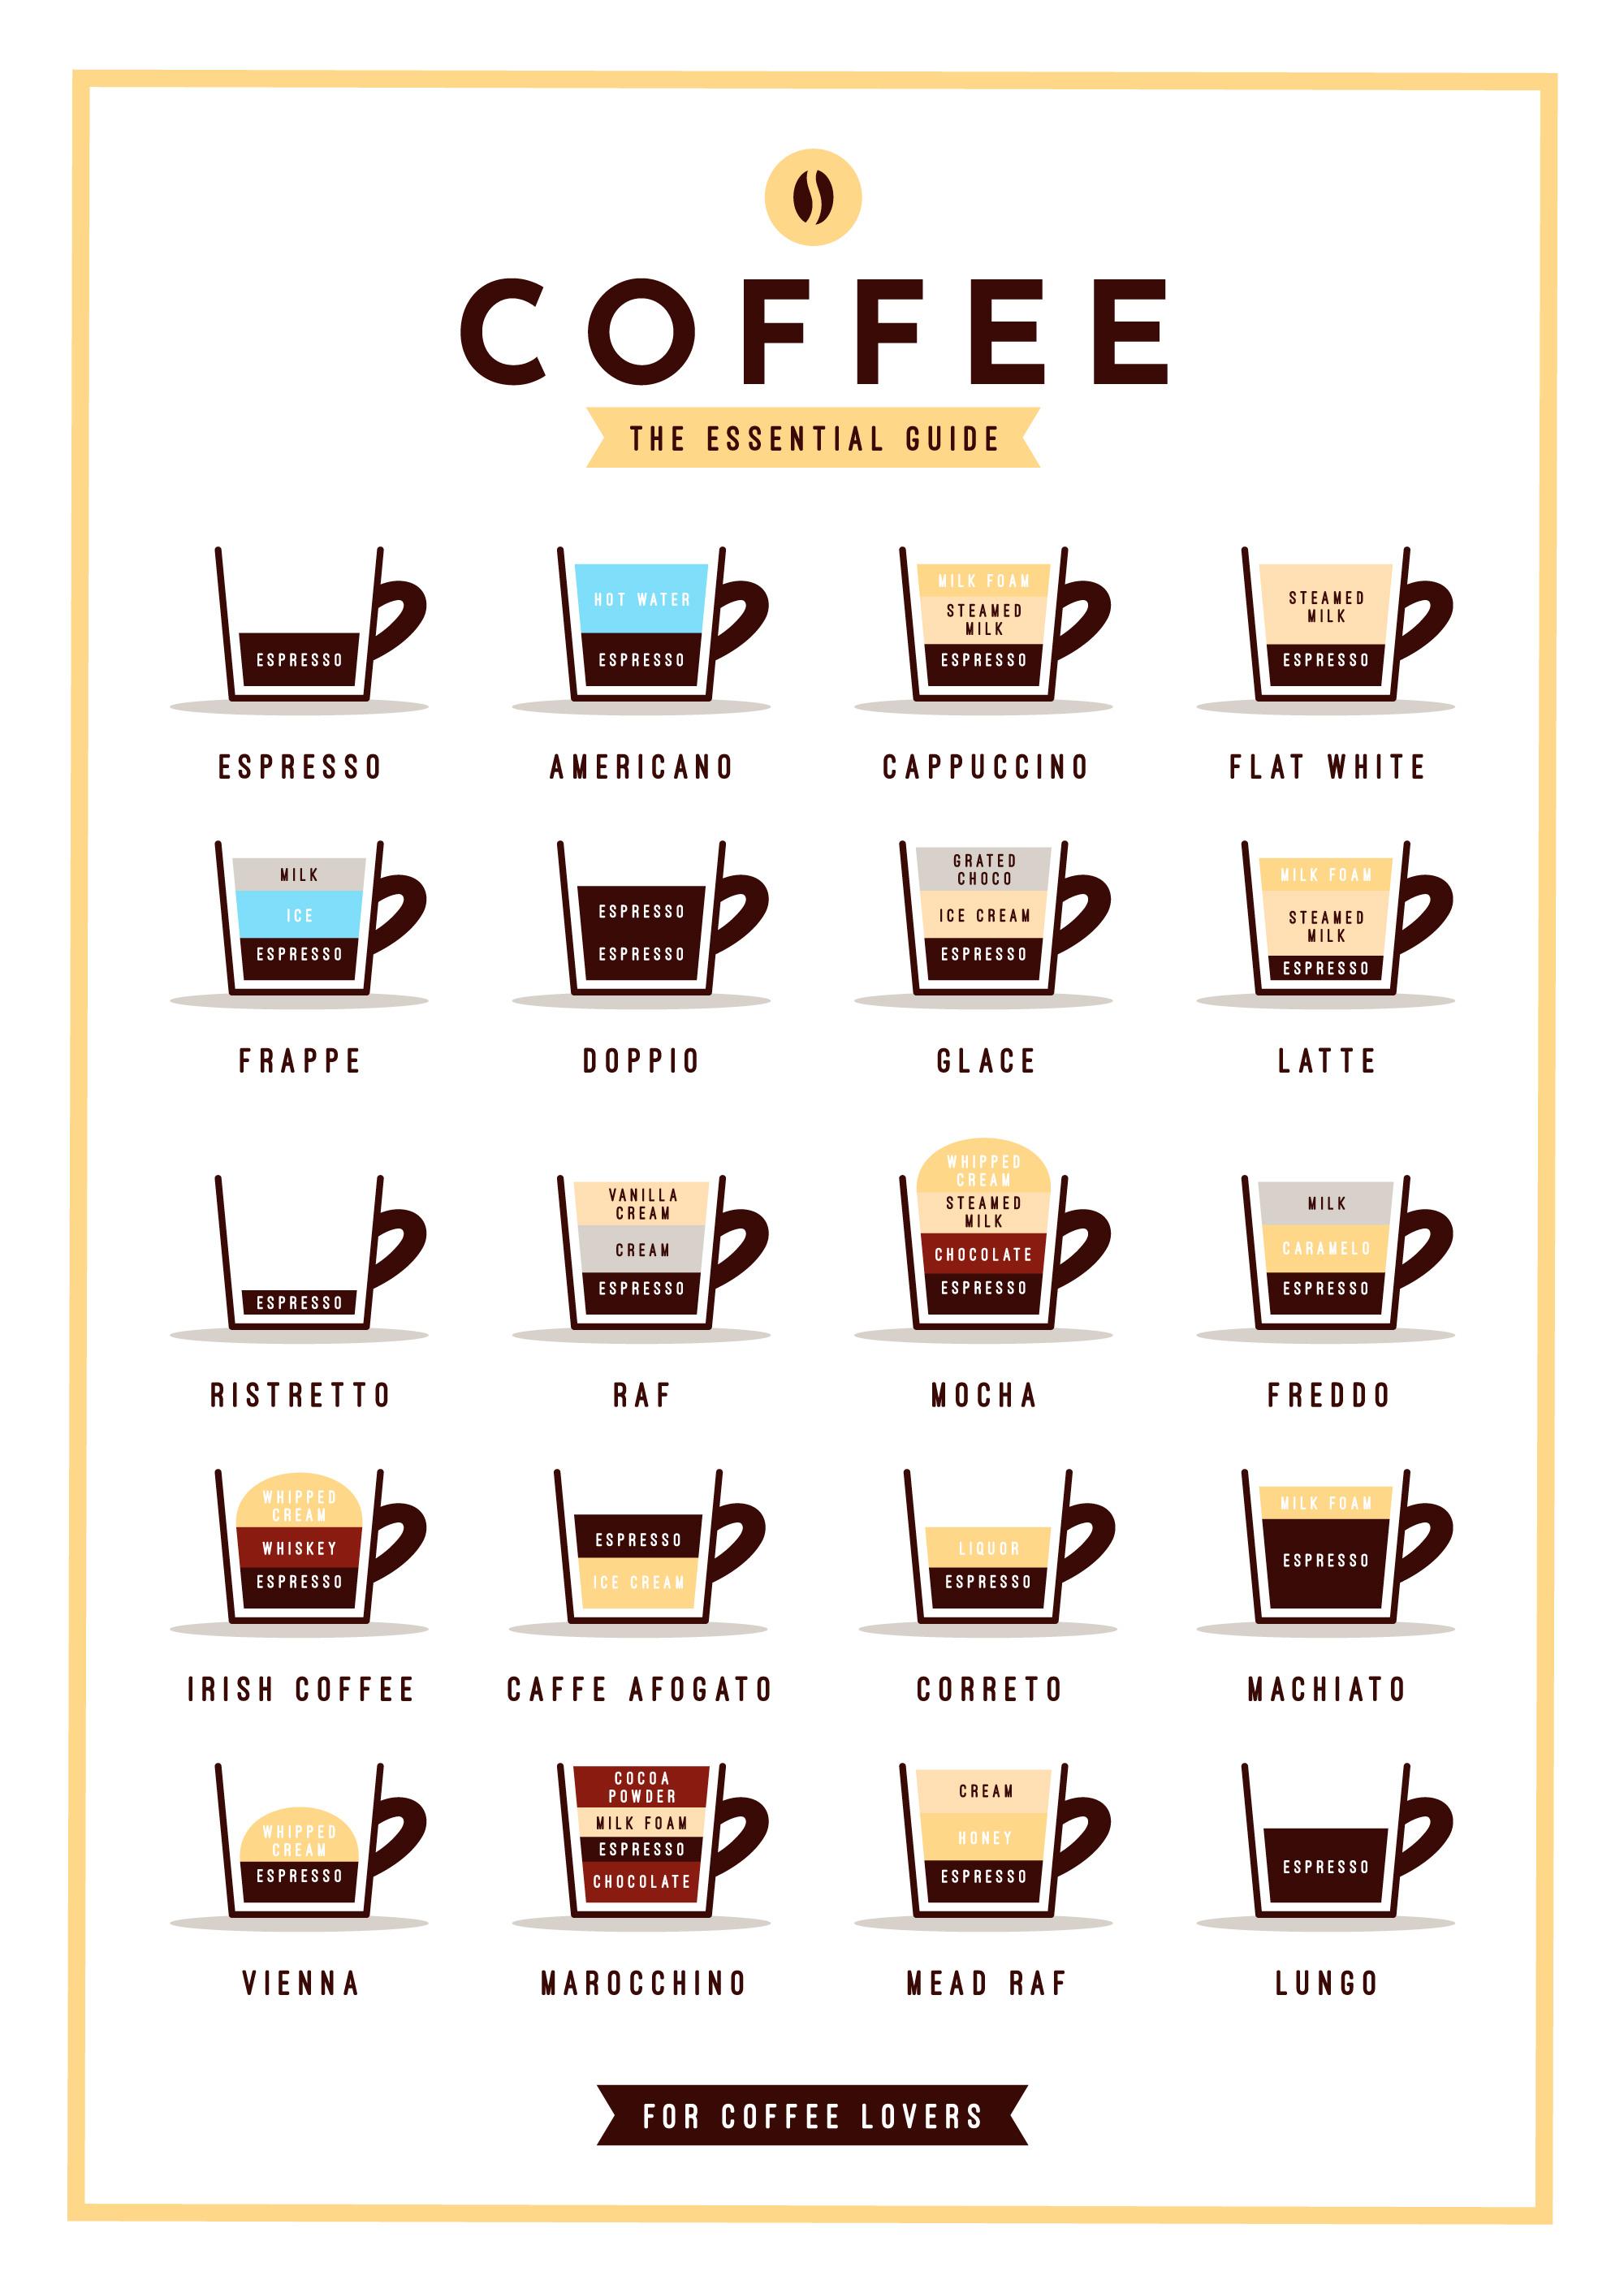 COFFEE
THE ESSENTIAL GUIDE
ESPRESSO
ESPRESSO
HOT WATER
ESPRESSO
AMERICANO
MILK FOAM
STEAMED
MILK
ESPRESSO
CAPPUCCINO
STEAMED
MILK
ESPRESSO
FLAT WHITE
MILK
ICE
ESPRESSO
FRAPPE
ESPRESSO
ESPRESSO
DOPPIO
GRATED
CHOCO
ICE CREAM
ESPRESSO
GLACE
MILK FOAM
STEAMED
MILK
ESPRESSO
LATTE
ESPRESSO
RISTRETTO
VANILLA
CREAM
CREAM
ESPRESSO
RAF
WHIPPED
CREAM
STEAMED
MILK
CHOCOLATE
ESPRESSO
MOCHA
MILK
CARAMELO
ESPRESSO
FREDDO
WHIPPED
CREAM
WHISKEY
ESPRESSO
IRISH COFFEE
ESPRESSO
ICE CREAM
CAFFE AFOGATO
LIQUOR
ESPRESSO
CORRETO
MILK FOAM
ESPRESSO
MACHIATO
WHIPPED
CREAM
ESPRESSO
VIENNA
COCOA
POWDER
MILK FOAM
ESPRESSO
CHOCOLATE
MAROCCHINO
CREAM
HONEY
ESPRESSO
MEAD RAF
ESPRESSO
LUNGO
FOR COFFEE LOVERS